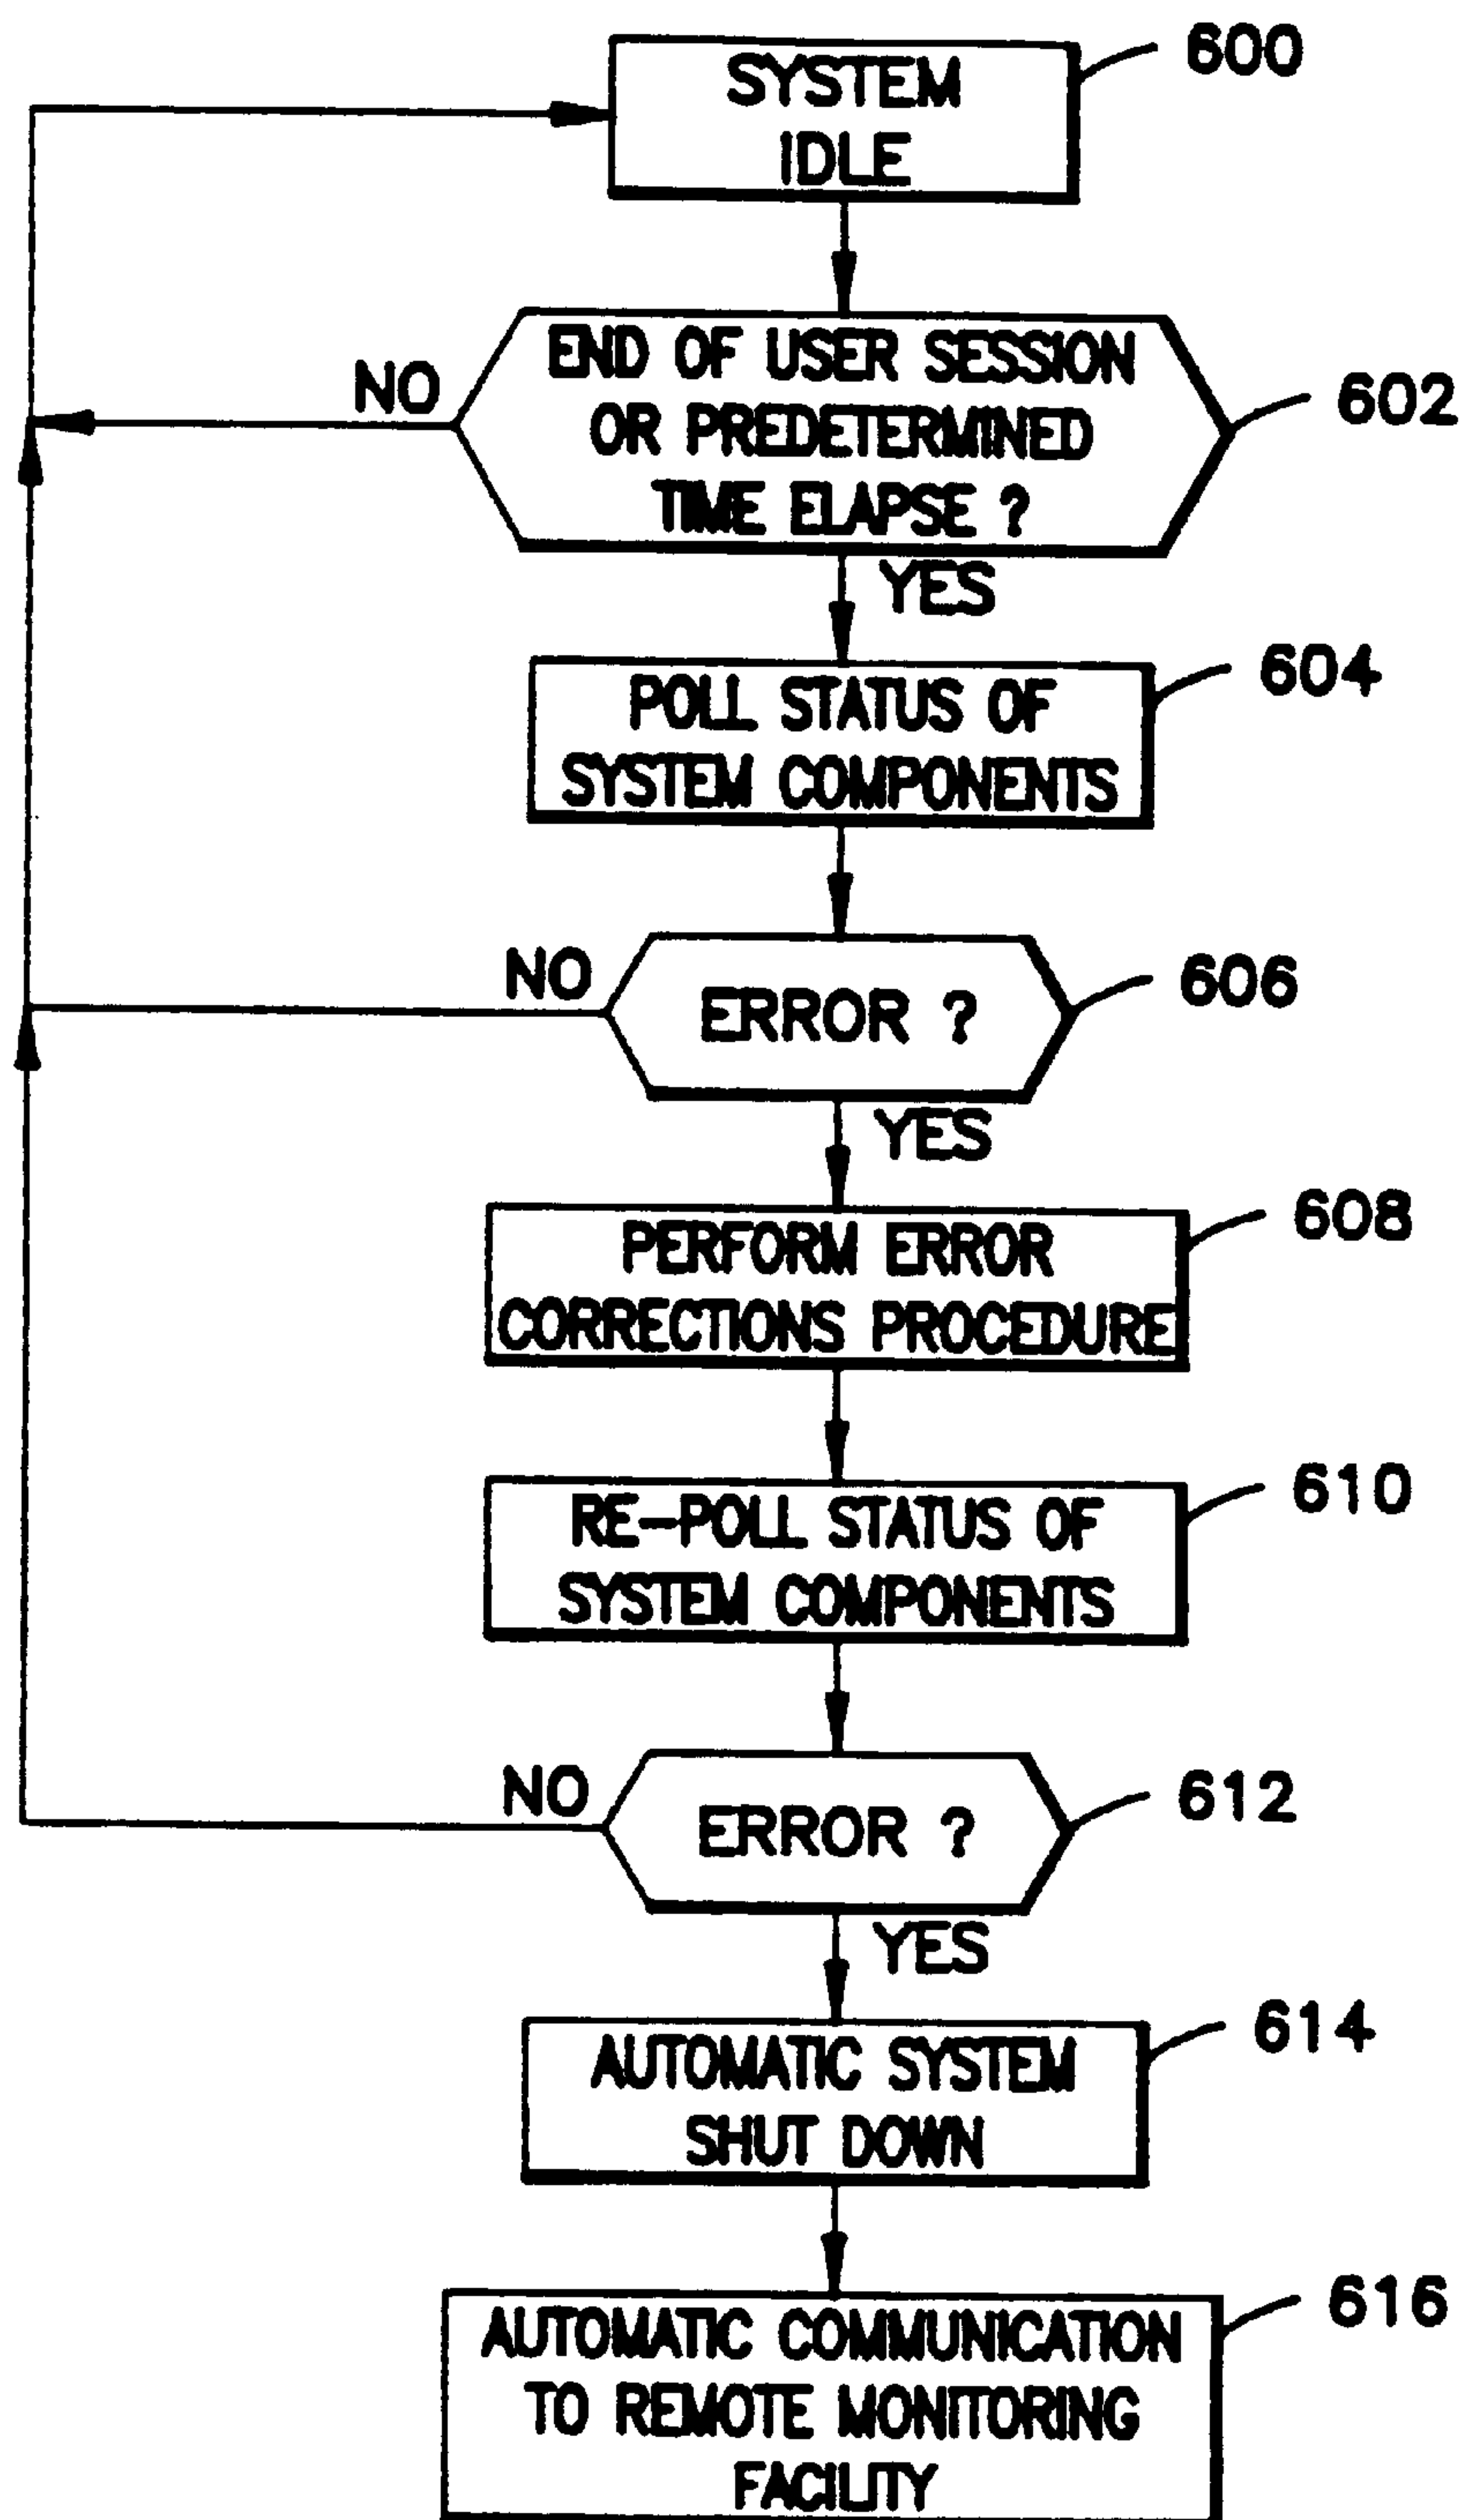 600
SYSTEM
IDLE
END OF USER SESSION
OR PREDETERMINED
TIME ELAPSE ?
602
NO
YES
604
POLL STATUS OF
SYSTEM COMPONENTS
NO
ERROR ?
606
YES
608
PERFORM ERROR
CORRECTIONS PROCEDURE
610
RE-POLL STATUS OF
SYSTEM COMPONENTS
NO
ERROR ?
612
YES
614
AUTOMATIC SYSTEM
SHUT DOWN
616
AUTOMATIC COMMUNICATION
TO REMOTE MONITORING
FACILITY